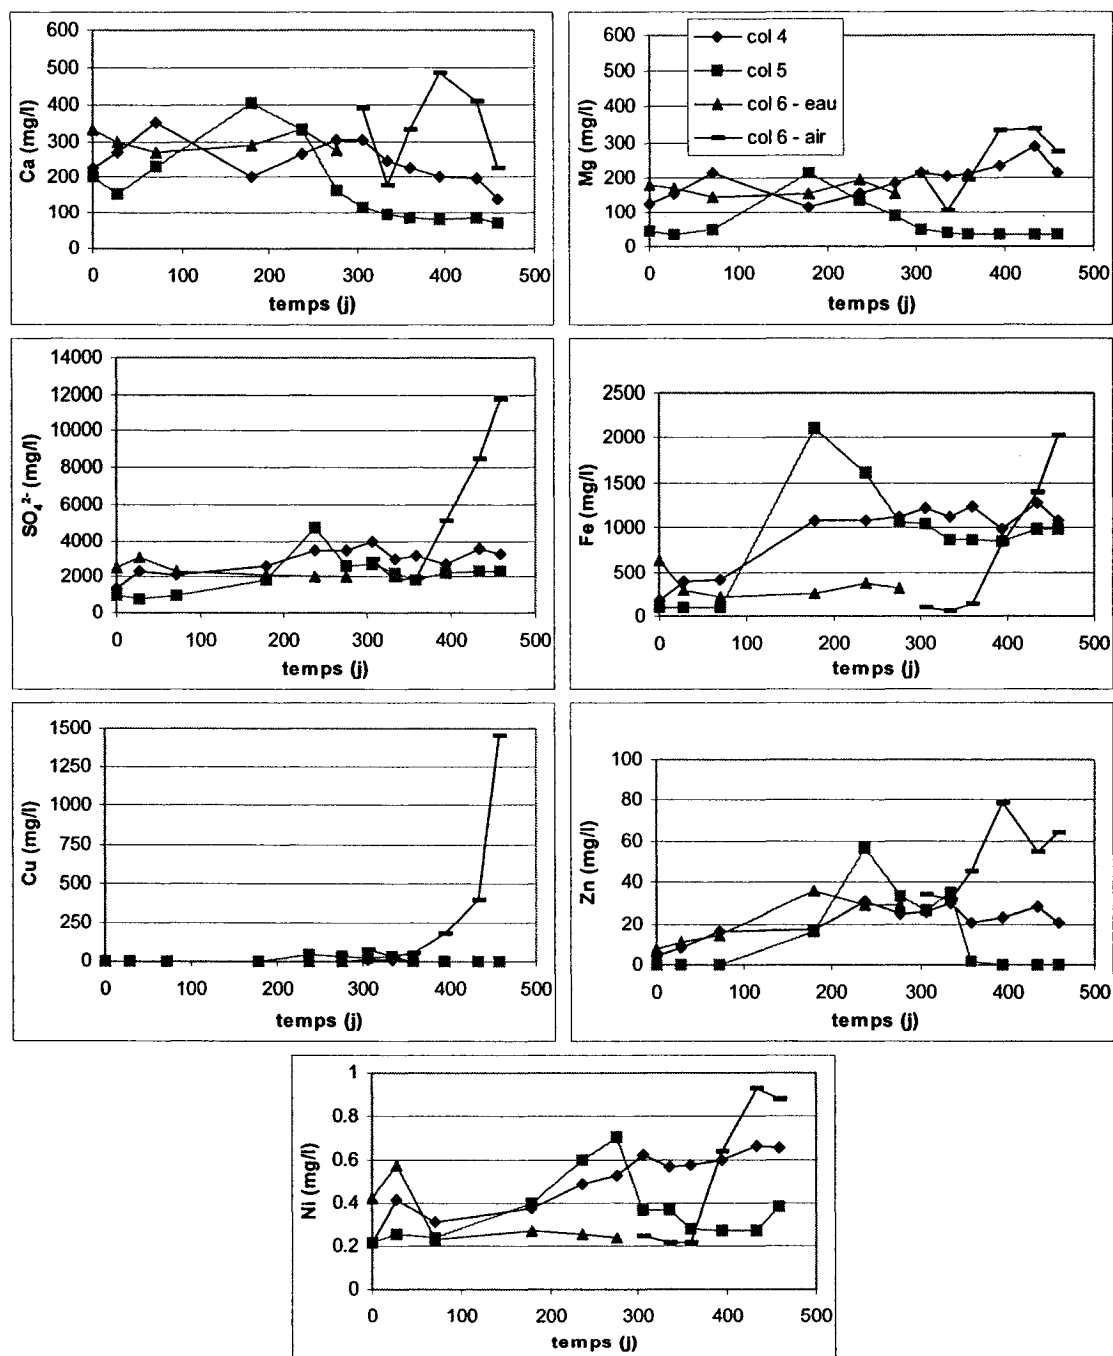 600
500
400
300
200
100
0
Ca (mg/l)
0 100 200 300 400 500
temps (j)
600
500
400
300
200
100
0
Mg (mg/l)
0 100 200 300 400 500
temps (j)
col 4
col 5
col 6 - eau
col 6 - air
14000
12000
10000
8000
6000
4000
2000
0
SO₄²⁻ (mg/l)
0 100 200 300 400 500
temps (j)
2500
2000
1500
1000
500
0
Fe (mg/l)
0 100 200 300 400 500
temps (j)
1500
1250
1000
750
500
250
0
Cu (mg/l)
0 100 200 300 400 500
temps (j)
100
80
60
40
20
0
Zn (mg/l)
0 100 200 300 400 500
temps (j)
1
0.8
0.6
0.4
0.2
0
Ni (mg/l)
0 100 200 300 400 500
temps (j)